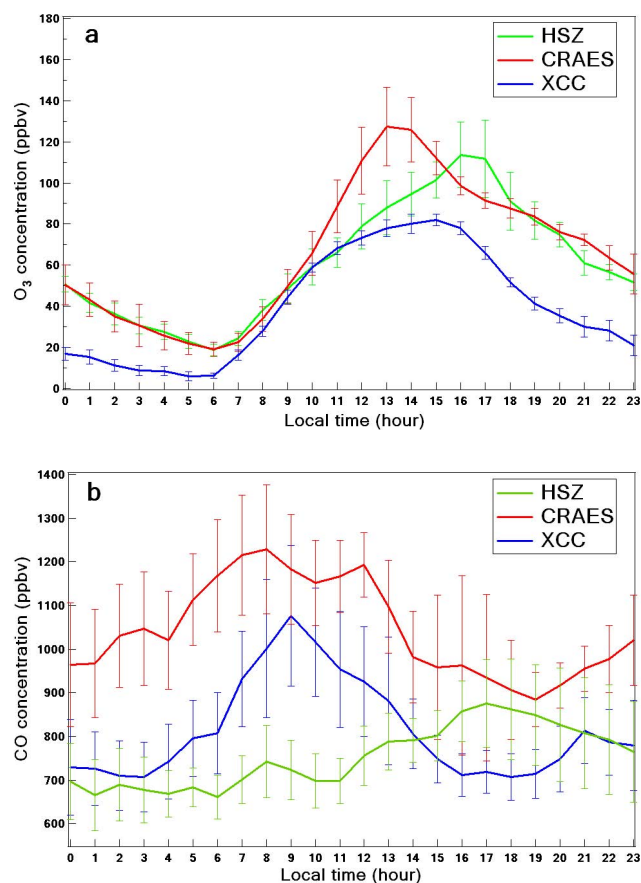 a
HSZ
CRAES
XCC
180
160
140
120
100
80
60
40
20
0
O3 concentration (ppbv)
0 1 2 3 4 5 6 7 8 9 10 11 12 13 14 15 16 17 18 19 20 21 22 23
Local time (hour)
b
HSZ
CRAES
XCC
1400
1300
1200
1100
1000
900
800
700
600
CO concentration (ppbv)
0 1 2 3 4 5 6 7 8 9 10 11 12 13 14 15 16 17 18 19 20 21 22 23
Local time (hour)